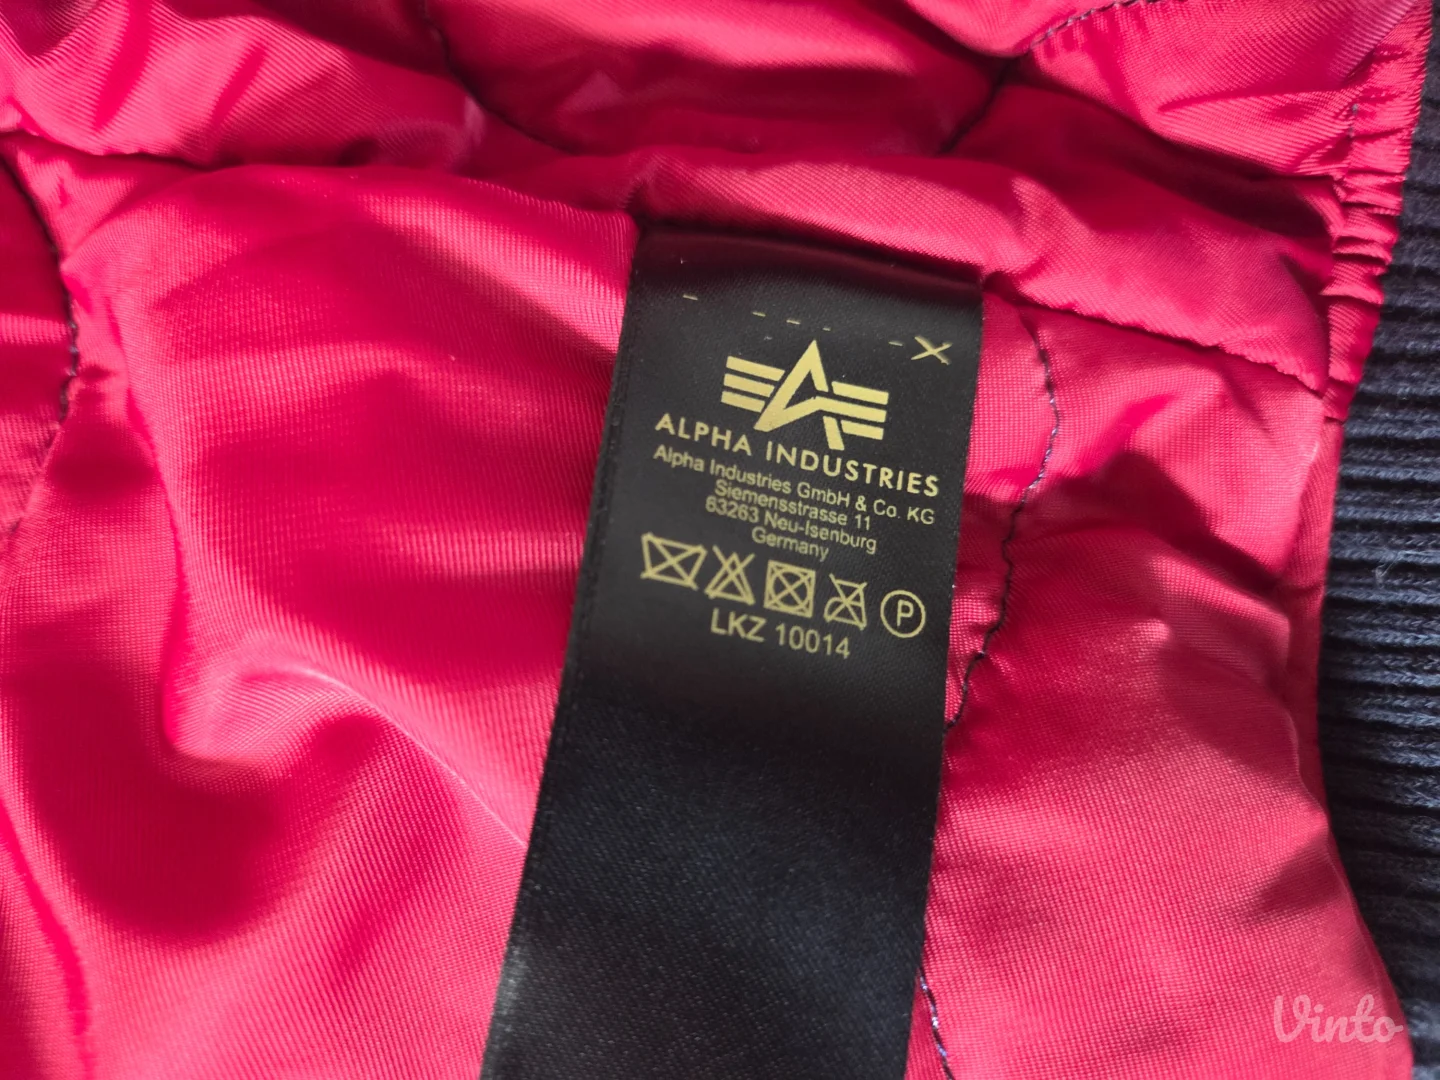 ALPHA INDUSTRIES
Alpha Industries GmbH & Co. KG
Siemensstrasse 11
63263 Neu-Isenburg
Germany
P
LKZ 10014
Vinto